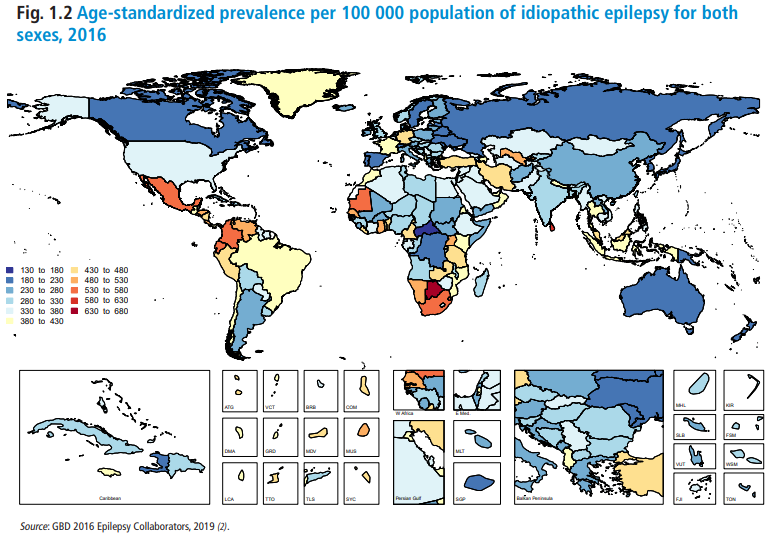 Fig. 1.2 Age-standardized prevalence per 100 000 population of idiopathic epilepsy for both
sexes, 2016
130 to 180
180 to 230
230 to 280
280 to 330
330 to 380
380 to 430
430 to 480
480 to 530
530 to 580
580 to 630
630 to 680
Caribbean
ATG
VCT
BRB
COM
DMA
GRD
MDV
MUS
LCA
TTO
TLS
SYC
W Africa
E Med.
Persian Gulf
MLT
SGP
Balkan Peninsula
MHL
KIR
SLB
FSM
VUT
WSM
FJI
TON
Source: GBD 2016 Epilepsy Collaborators, 2019 (2).